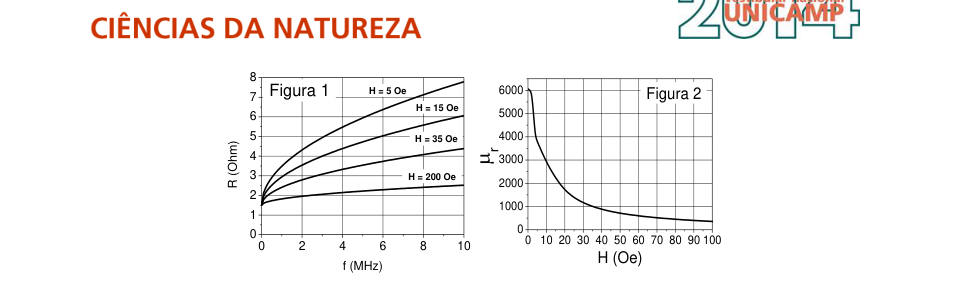 UNICAMP
2014
CIÊNCIAS DA NATUREZA
Figura 1
H = 5 Oe
H = 15 Oe
H = 35 Oe
H = 200 Oe
R (Ohm)
8
7
6
5
4
3
2
1
0
0 2 4 6 8 10
f (MHz)
Figura 2
μr
6000
5000
4000
3000
2000
1000
0
0 10 20 30 40 50 60 70 80 90 100
H (Oe)